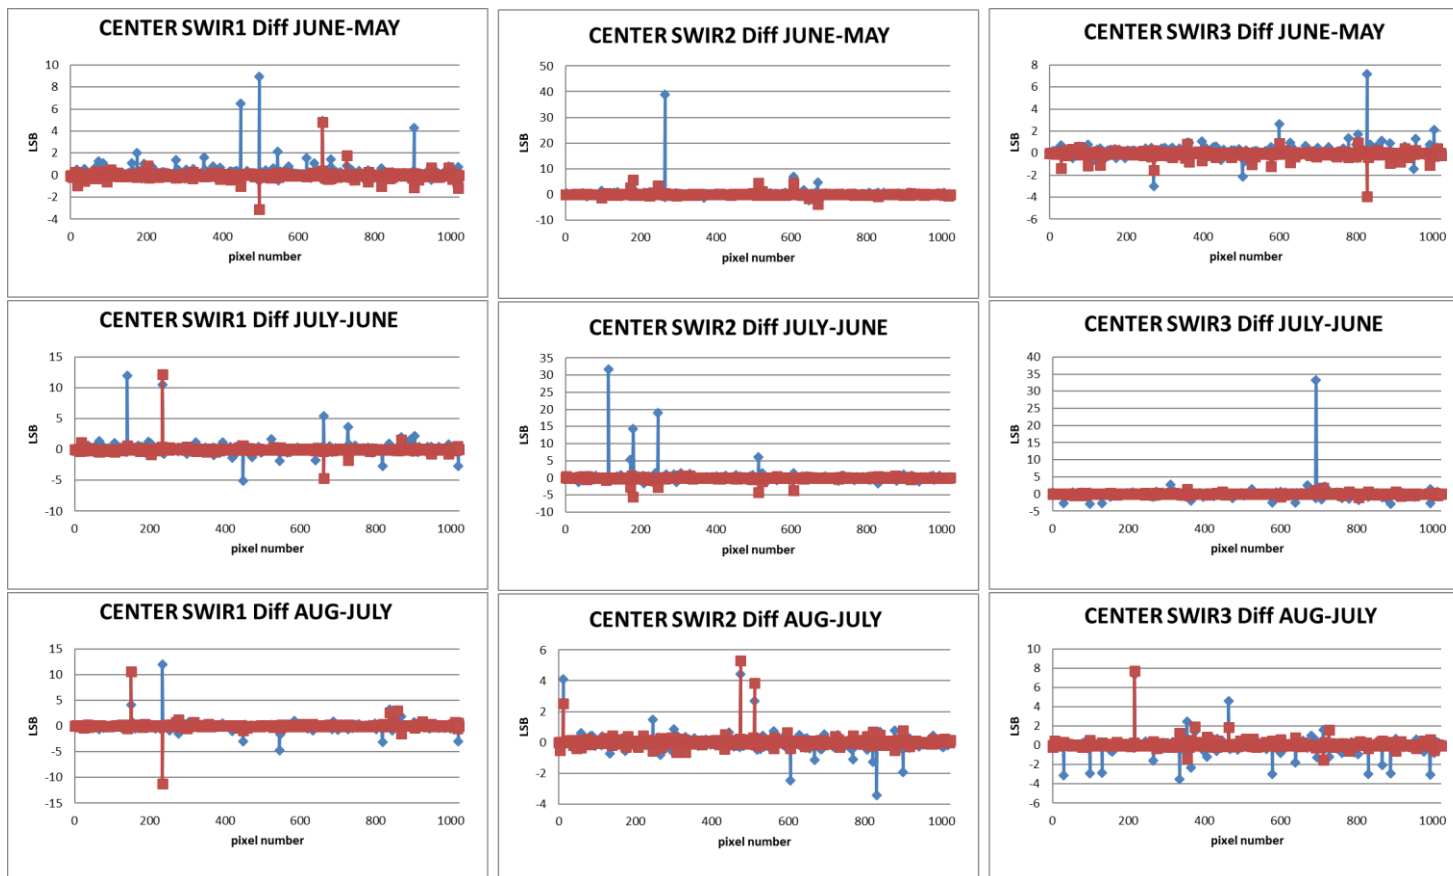 CENTER SWIR1 Diff JUNE-MAY
10
8
6
4
2
0
-2
-4
LSB
0 200 400 600 800 1000
pixel number
CENTER SWIR2 Diff JUNE-MAY
50
40
30
20
10
0
-10
LSB
0 200 400 600 800 1000
pixel number
CENTER SWIR3 Diff JUNE-MAY
8
6
4
2
0
-2
-4
-6
LSB
0 200 400 600 800 1000
pixel number
CENTER SWIR1 Diff JULY-JUNE
15
10
5
0
-5
-10
LSB
0 200 400 600 800 1000
pixel number
CENTER SWIR2 Diff JULY-JUNE
35
30
25
20
15
10
5
0
-5
-10
LSB
0 200 400 600 800 1000
pixel number
CENTER SWIR3 Diff JULY-JUNE
40
35
30
25
20
15
10
5
0
-5
LSB
0 200 400 600 800 1000
pixel number
CENTER SWIR1 Diff AUG-JULY
15
10
5
0
-5
-10
-15
LSB
0 200 400 600 800 1000
pixel number
CENTER SWIR2 Diff AUG-JULY
6
4
2
0
-2
-4
LSB
0 200 400 600 800 1000
pixel number
CENTER SWIR3 Diff AUG-JULY
10
8
6
4
2
0
-2
-4
-6
LSB
0 200 400 600 800 1000
pixel number